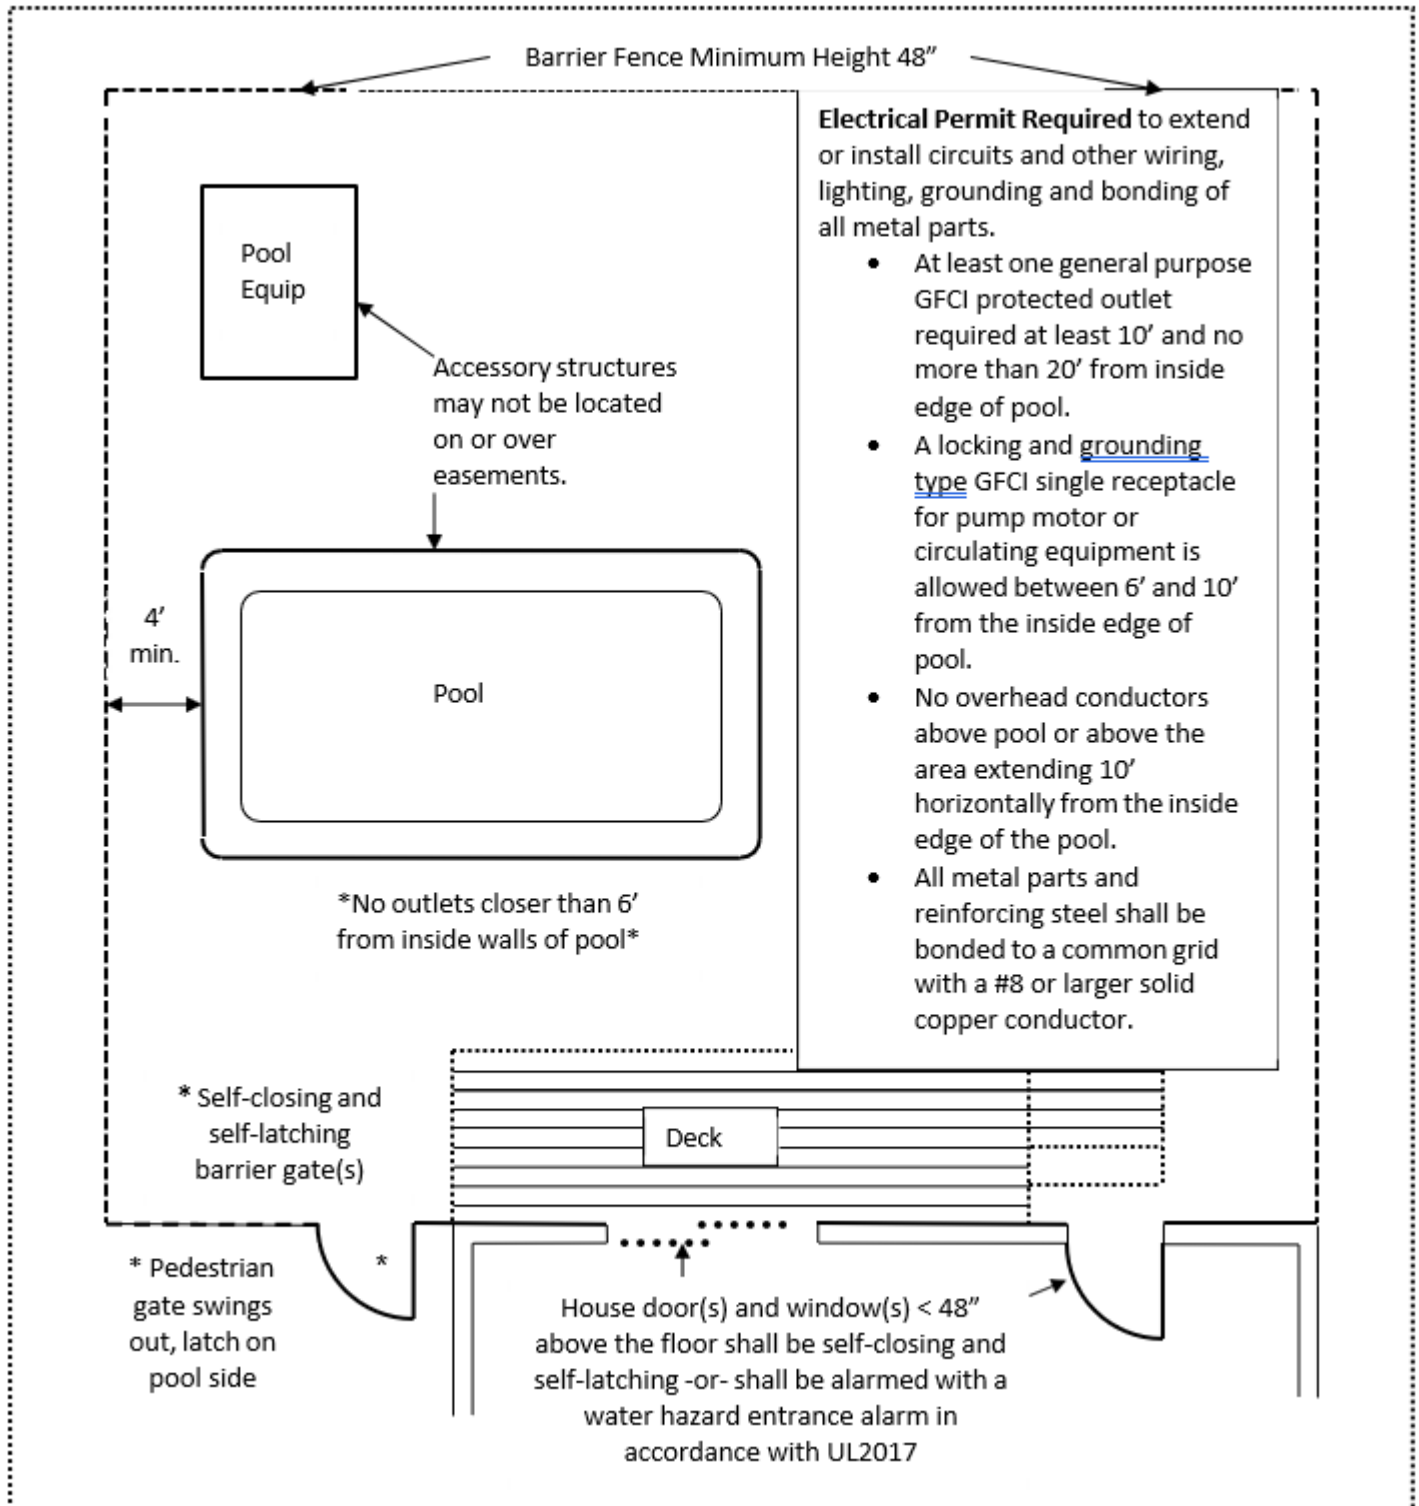 Barrier Fence Minimum Height 48”
Electrical Permit Required to extend
or install circuits and other wiring,
lighting, grounding and bonding of
all metal parts.
• At least one general purpose
GFCI protected outlet
required at least 10’ and no
more than 20’ from inside
edge of pool.
• A locking and grounding
type GFCI single receptacle
for pump motor or
circulating equipment is
allowed between 6’ and 10’
from the inside edge of
pool.
• No overhead conductors
above pool or above the
area extending 10’
horizontally from the inside
edge of the pool.
• All metal parts and
reinforcing steel shall be
bonded to a common grid
with a #8 or larger solid
copper conductor.
Pool
Equip
Accessory structures
may not be located
on or over
easements.
4’
min.
Pool
*No outlets closer than 6’
from inside walls of pool*
* Self-closing and
self-latching
barrier gate(s)
Deck
* Pedestrian
gate swings
out, latch on
pool side
*
House door(s) and window(s) < 48”
above the floor shall be self-closing and
self-latching -or- shall be alarmed with a
water hazard entrance alarm in
accordance with UL2017